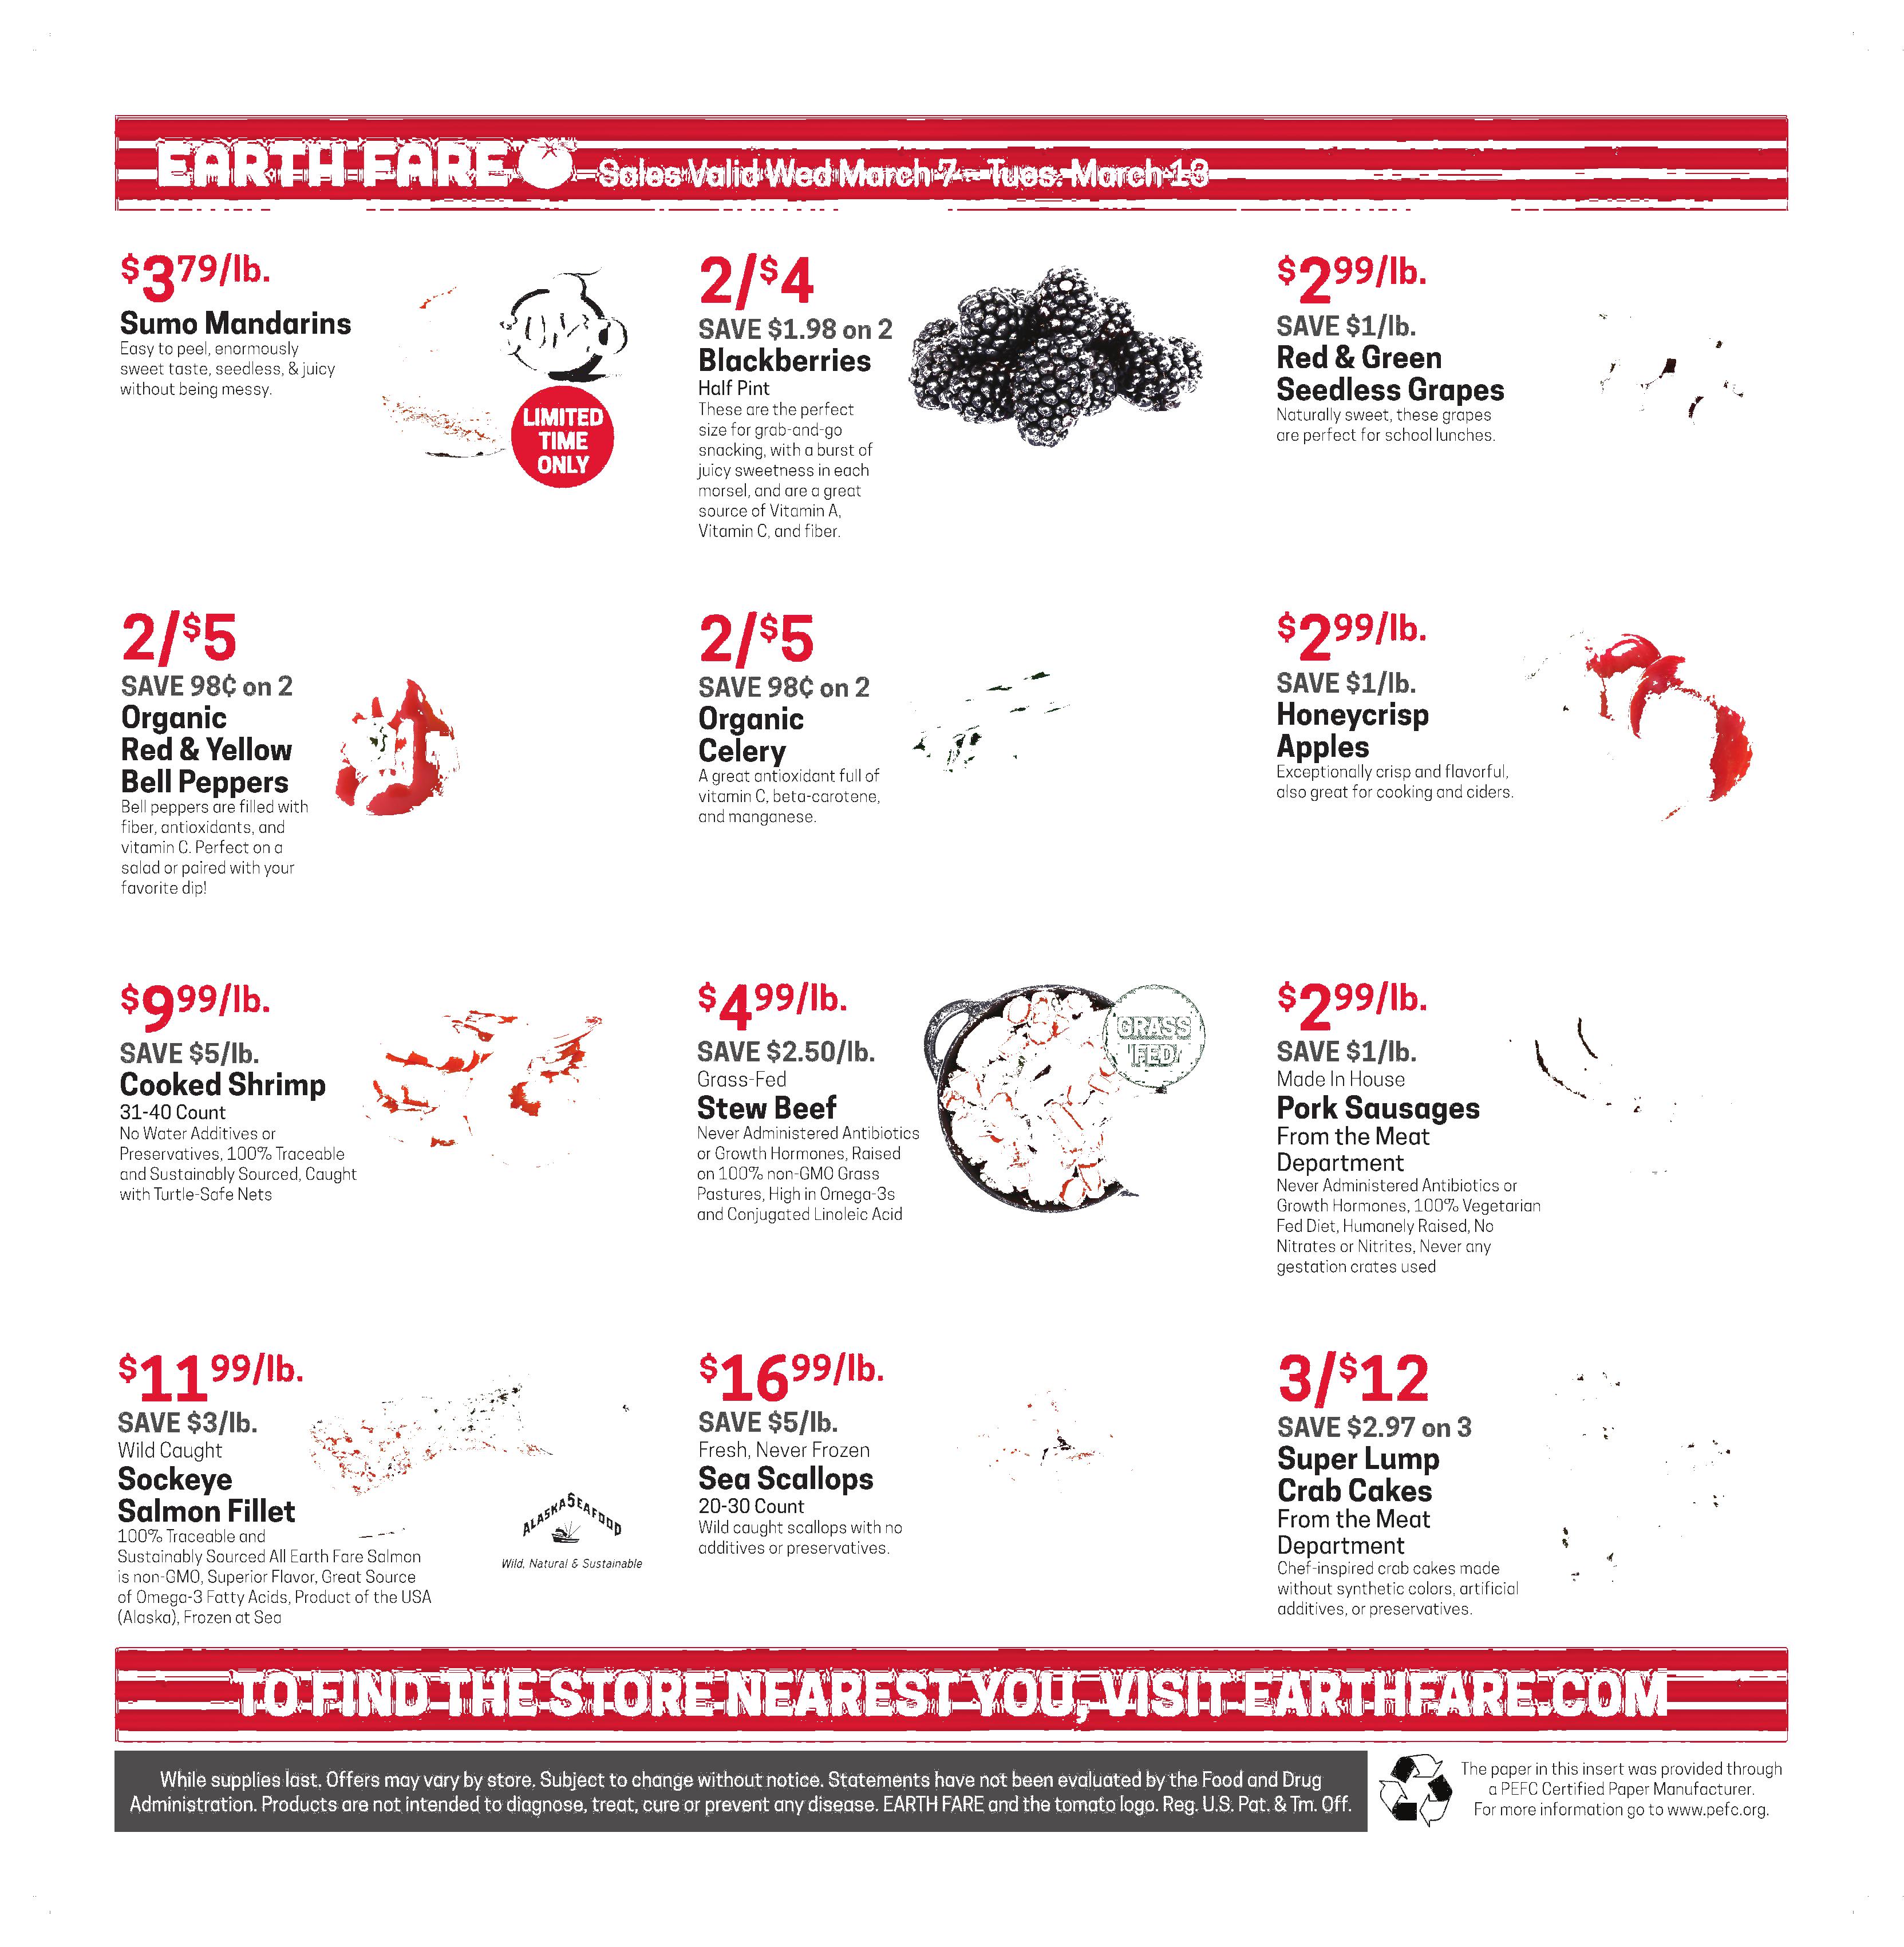 EARTH FARE Sales Valid Wed March 7 - Tues. March 13
$3 79/lb.
Sumo Mandarins
Easy to peel, enormously
sweet taste, seedless, & juicy
without being messy.
SUMO
LIMITED
TIME
ONLY
2/$4
SAVE $1.98 on 2
Blackberries
Half Pint
These are the perfect
size for grab-and-go
snacking, with a burst of
juicy sweetness in each
morsel, and are a great
source of Vitamin A,
Vitamin C, and fiber.
$2 99/lb.
SAVE $1/lb.
Red & Green
Seedless Grapes
Naturally sweet, these grapes
are perfect for school lunches.
2/$5
SAVE 98¢ on 2
Organic
Red & Yellow
Bell Peppers
Bell peppers are filled with
fiber, antioxidants, and
vitamin C. Perfect on a
salad or paired with your
favorite dip!
2/$5
SAVE 98¢ on 2
Organic
Celery
A great antioxidant full of
vitamin C, beta-carotene,
and manganese.
$2 99/lb.
SAVE $1/lb.
Honeycrisp
Apples
Exceptionally crisp and flavorful,
also great for cooking and ciders.
$9 99/lb.
SAVE $5/lb.
Cooked Shrimp
31-40 Count
No Water Additives or
Preservatives, 100% Traceable
and Sustainably Sourced, Caught
with Turtle-Safe Nets
$4 99/lb.
SAVE $2.50/lb.
Grass-Fed
Stew Beef
Never Administered Antibiotics
or Growth Hormones, Raised
on 100% non-GMO Grass
Pastures, High in Omega-3s
and Conjugated Linoleic Acid
GRASS
FED
$2 99/lb.
SAVE $1/lb.
Made In House
Pork Sausages
From the Meat
Department
Never Administered Antibiotics or
Growth Hormones, 100% Vegetarian
Fed Diet, Humanely Raised, No
Nitrates or Nitrites, Never any
gestation crates used
$11 99/lb.
SAVE $3/lb.
Wild Caught
Sockeye
Salmon Fillet
100% Traceable and
Sustainably Sourced All Earth Fare Salmon
is non-GMO, Superior Flavor, Great Source
of Omega-3 Fatty Acids, Product of the USA
(Alaska), Frozen at Sea
ALASKA SEAFOOD
Wild, Natural & Sustainable
$16 99/lb.
SAVE $5/lb.
Fresh, Never Frozen
Sea Scallops
20-30 Count
Wild caught scallops with no
additives or preservatives.
3/$12
SAVE $2.97 on 3
Super Lump
Crab Cakes
From the Meat
Department
Chef-inspired crab cakes made
without synthetic colors, artificial
additives, or preservatives.
TO FIND THE STORE NEAREST YOU, VISIT EARTHFARE.COM
While supplies last. Offers may vary by store. Subject to change without notice. Statements have not been evaluated by the Food and Drug
Administration. Products are not intended to diagnose, treat, cure or prevent any disease. EARTH FARE and the tomato logo. Reg. U.S. Pat. & Tm. Off.
The paper in this insert was provided through
a PEFC Certified Paper Manufacturer.
For more information go to www.pefc.org.